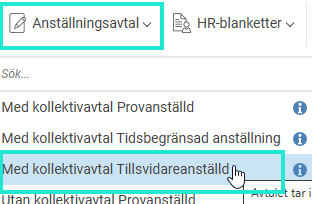 Anställningsavtal HR-blanketter
Sök...
Med kollektivavtal Provanställd
Med kollektivavtal Tidsbegränsad anställning
Med kollektivavtal Tillsvidareanställd
Utan kollektivavtal Provanställd
Avtalet tar i